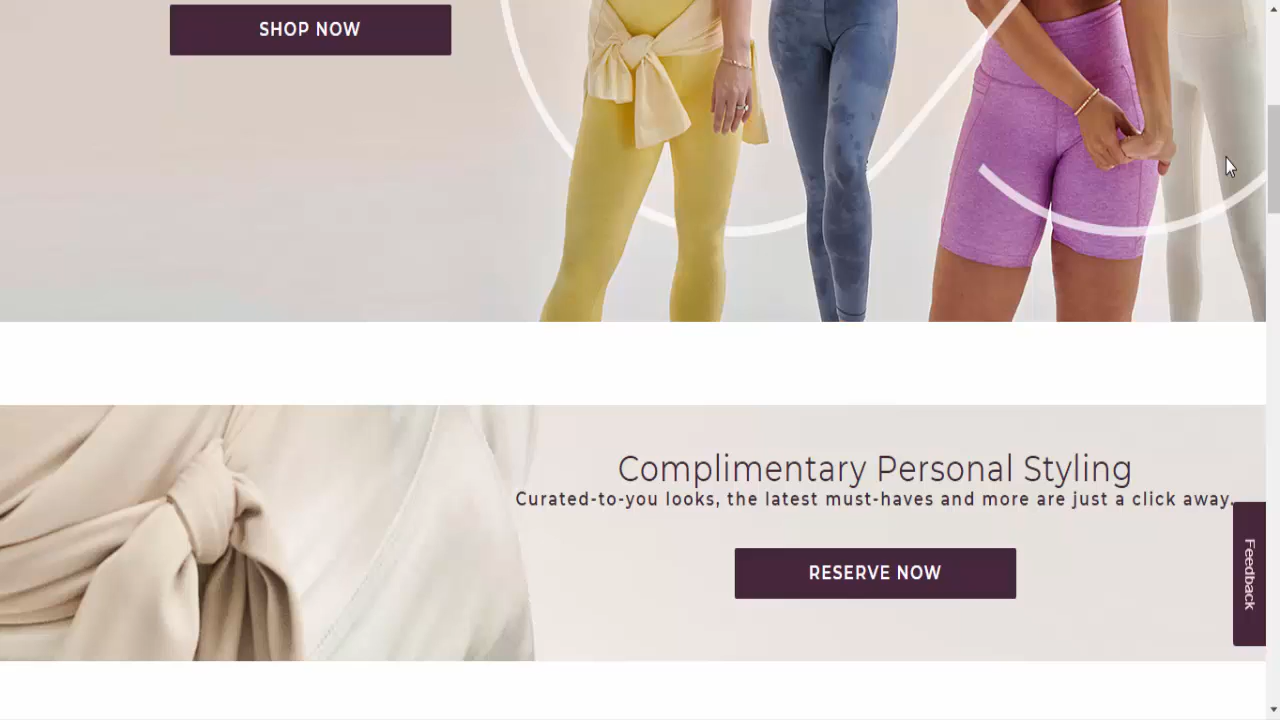 SHOP NOW
Complimentary Personal Styling
Curated-to-you looks, the latest must-haves and more are just a click away.
RESERVE NOW
Feedback